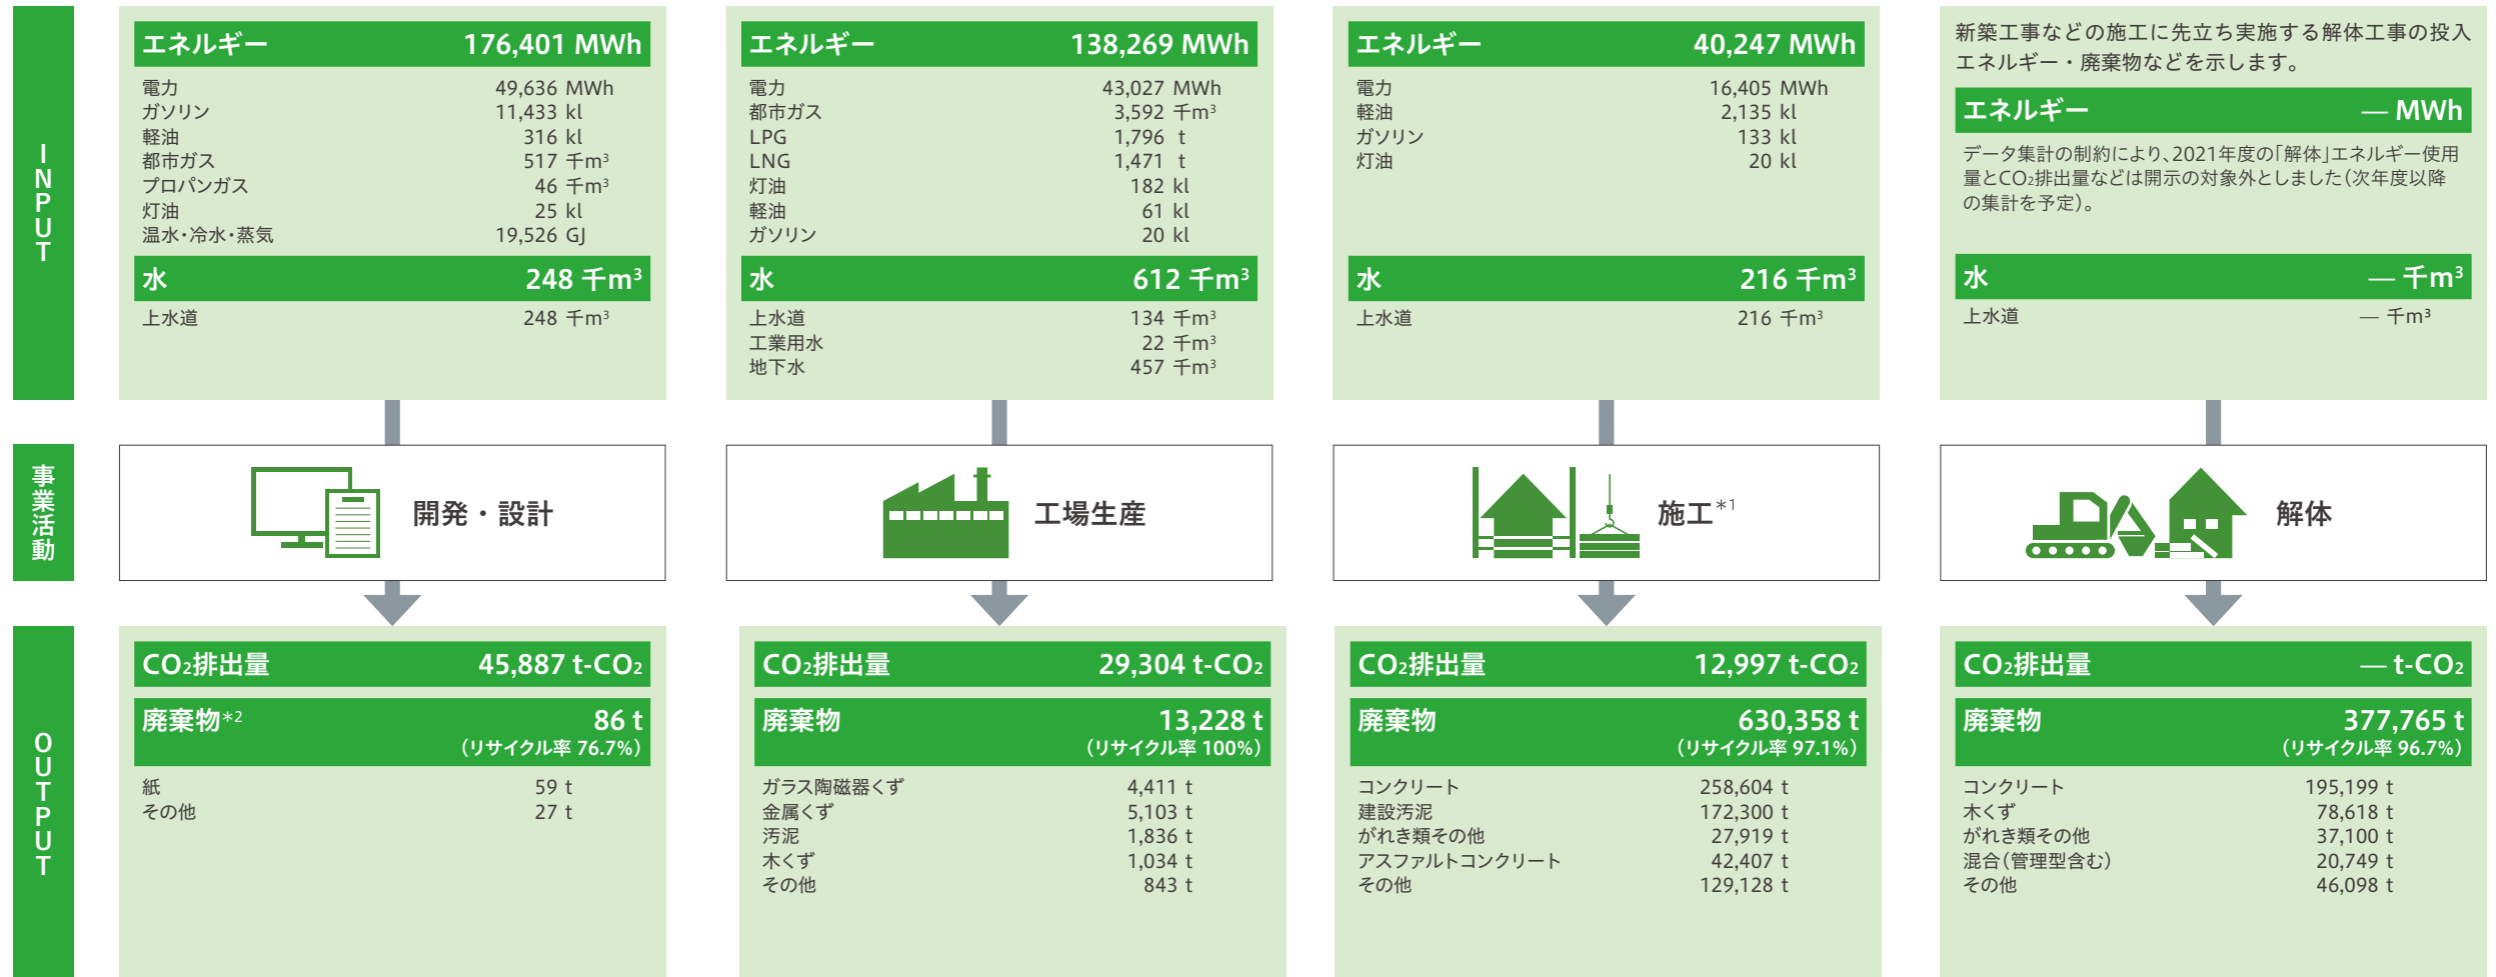 INPUT
エネルギー 176,401 MWh
電力 49,636 MWh
ガソリン 11,433 kl
軽油 316 kl
都市ガス 517 千m³
プロパンガス 46 千m³
灯油 25 kl
温水・冷水・蒸気 19,526 GJ
水 248 千m³
上水道 248 千m³
エネルギー 138,269 MWh
電力 43,027 MWh
都市ガス 3,592 千m³
LPG 1,796 t
LNG 1,471 t
灯油 182 kl
軽油 61 kl
ガソリン 20 kl
水 612 千m³
上水道 134 千m³
工業用水 22 千m³
地下水 457 千m³
エネルギー 40,247 MWh
電力 16,405 MWh
軽油 2,135 kl
ガソリン 133 kl
灯油 20 kl
水 216 千m³
上水道 216 千m³
新築工事などの施工に先立ち実施する解体工事の投入
エネルギー・廃棄物などを示します。
エネルギー — MWh
データ集計の制約により、2021年度の「解体」エネルギー使用
量とCO₂排出量などは開示の対象外としました（次年度以降
の集計を予定）。
水 — 千m³
上水道 — 千m³
事業活動
開発・設計
工場生産
施工＊1
解体
OUTPUT
CO₂排出量 45,887 t-CO₂
廃棄物＊2 86 t
（リサイクル率 76.7%）
紙 59 t
その他 27 t
CO₂排出量 29,304 t-CO₂
廃棄物 13,228 t
（リサイクル率 100%）
ガラス陶磁器くず 4,411 t
金属くず 5,103 t
汚泥 1,836 t
木くず 1,034 t
その他 843 t
CO₂排出量 12,997 t-CO₂
廃棄物 630,358 t
（リサイクル率 97.1%）
コンクリート 258,604 t
建設汚泥 172,300 t
がれき類その他 27,919 t
アスファルトコンクリート 42,407 t
その他 129,128 t
CO₂排出量 — t-CO₂
廃棄物 377,765 t
（リサイクル率 96.7%）
コンクリート 195,199 t
木くず 78,618 t
がれき類その他 37,100 t
混合（管理型含む） 20,749 t
その他 46,098 t